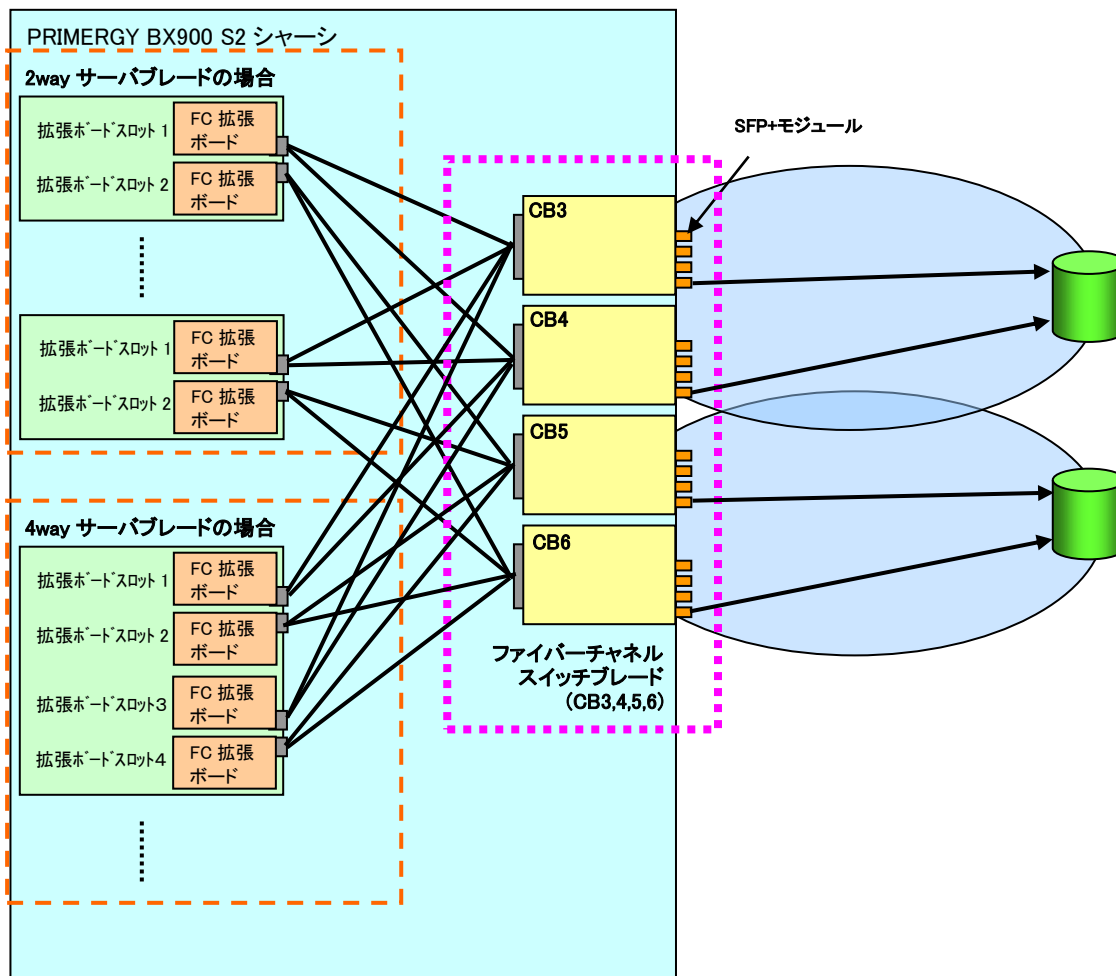 PRIMERGY BX900 S2 シャーシ
2way サーバブレードの場合
拡張ボードスロット 1
FC 拡張
ボード
拡張ボードスロット 2
FC 拡張
ボード
拡張ボードスロット 1
FC 拡張
ボード
拡張ボードスロット 2
FC 拡張
ボード
4way サーバブレードの場合
拡張ボードスロット 1
FC 拡張
ボード
拡張ボードスロット 2
FC 拡張
ボード
拡張ボードスロット3
FC 拡張
ボード
拡張ボードスロット4
FC 拡張
ボード
SFP+モジュール
CB3
CB4
CB5
CB6
ファイバーチャネル
スイッチブレード
(CB3,4,5,6)